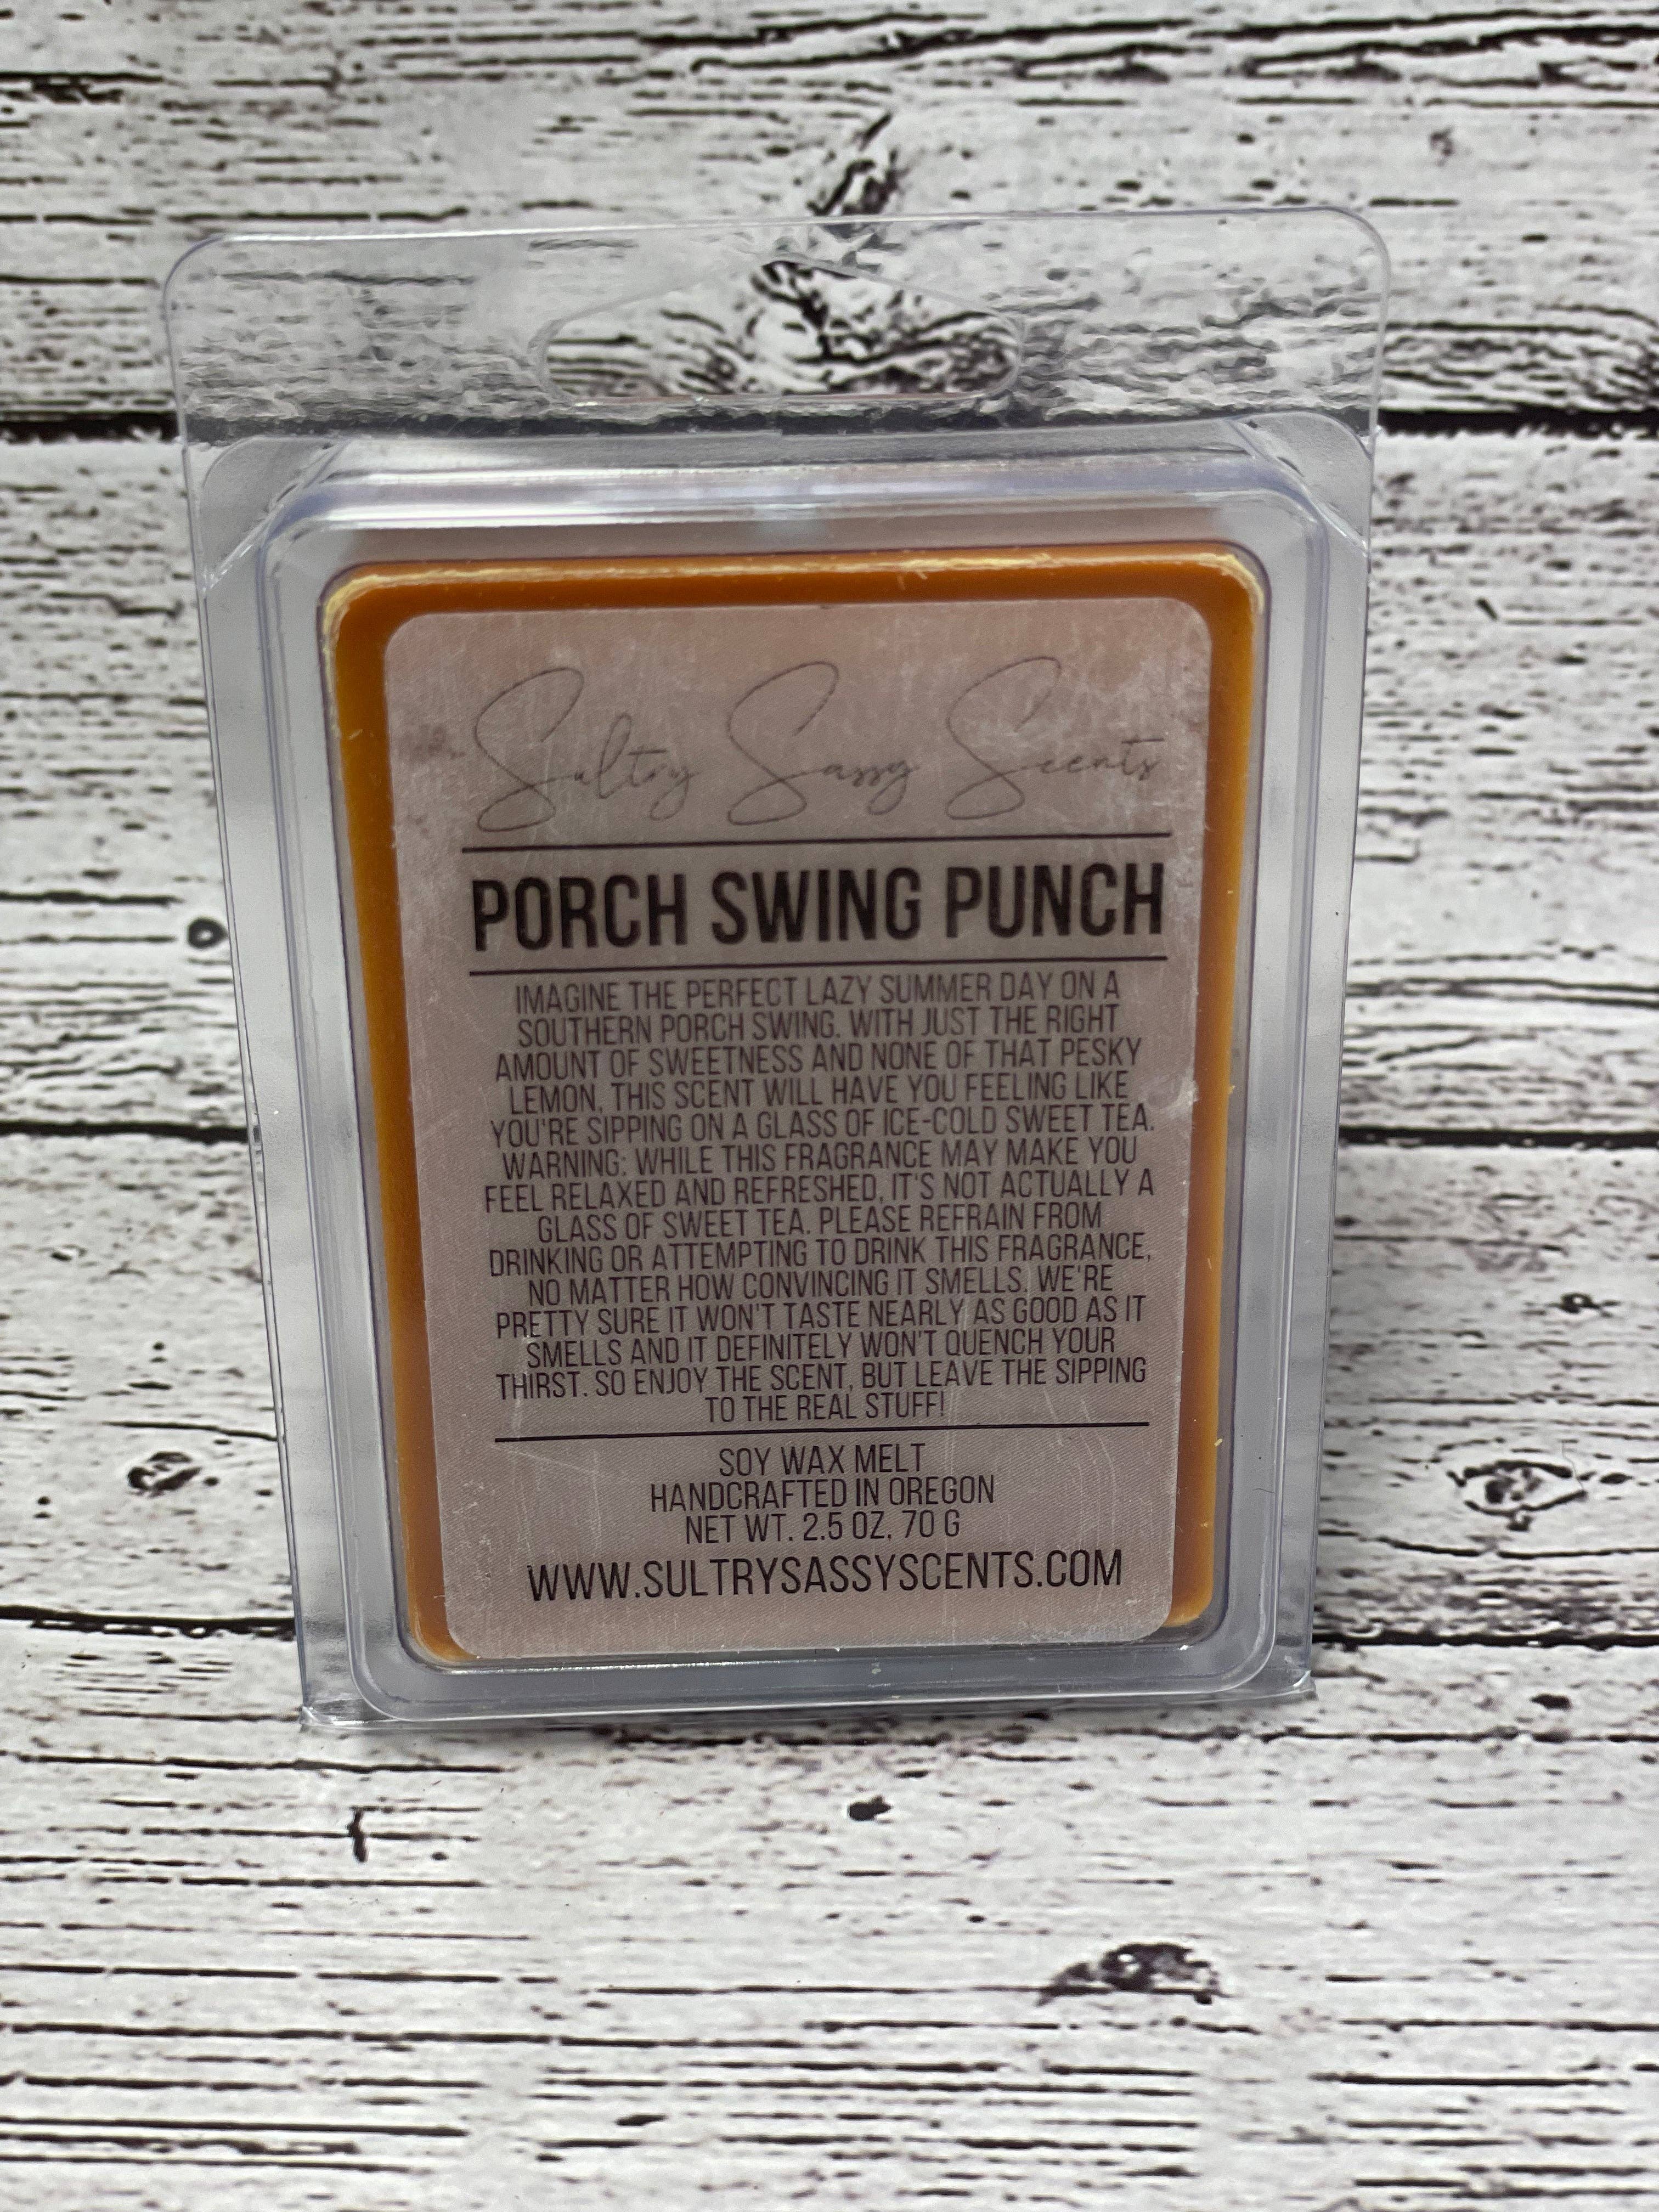 Sultry Sassy Scents
PORCH SWING PUNCH
IMAGINE THE PERFECT LAZY SUMMER DAY ON A
SOUTHERN PORCH SWING. WITH JUST THE RIGHT
AMOUNT OF SWEETNESS AND NONE OF THAT PESKY
LEMON, THIS SCENT WILL HAVE YOU FEELING LIKE
YOU'RE SIPPING ON A GLASS OF ICE-COLD SWEET TEA.
WARNING: WHILE THIS FRAGRANCE MAY MAKE YOU
FEEL RELAXED AND REFRESHED, IT'S NOT ACTUALLY A
GLASS OF SWEET TEA. PLEASE REFRAIN FROM
DRINKING OR ATTEMPTING TO DRINK THIS FRAGRANCE,
NO MATTER HOW CONVINCING IT SMELLS. WE'RE
PRETTY SURE IT WON'T TASTE NEARLY AS GOOD AS IT
SMELLS AND IT DEFINITELY WON'T QUENCH YOUR
THIRST. SO ENJOY THE SCENT, BUT LEAVE THE SIPPING
TO THE REAL STUFF!
SOY WAX MELT
HANDCRAFTED IN OREGON
NET WT. 2.5 OZ, 70 G
WWW.SULTRYSASSYSCENTS.COM